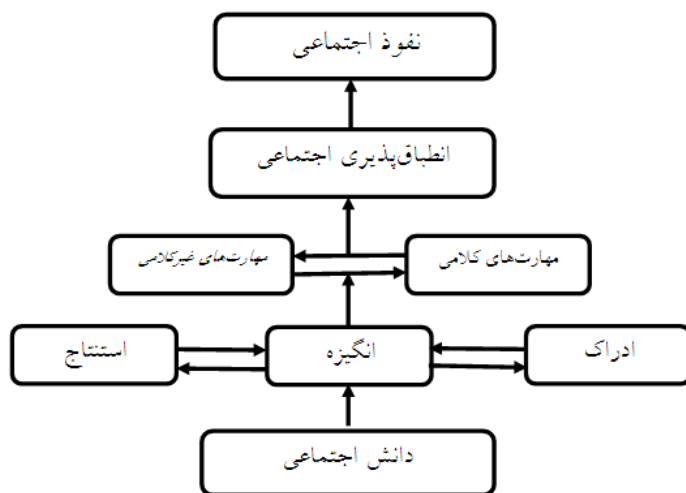 نفوذ اجتماعی
انطباق‌پذیری اجتماعی
مهارت‌های کلامی
مهارت‌های غیرکلامی
ادراک
انگیزه
استنتاج
دانش اجتماعی